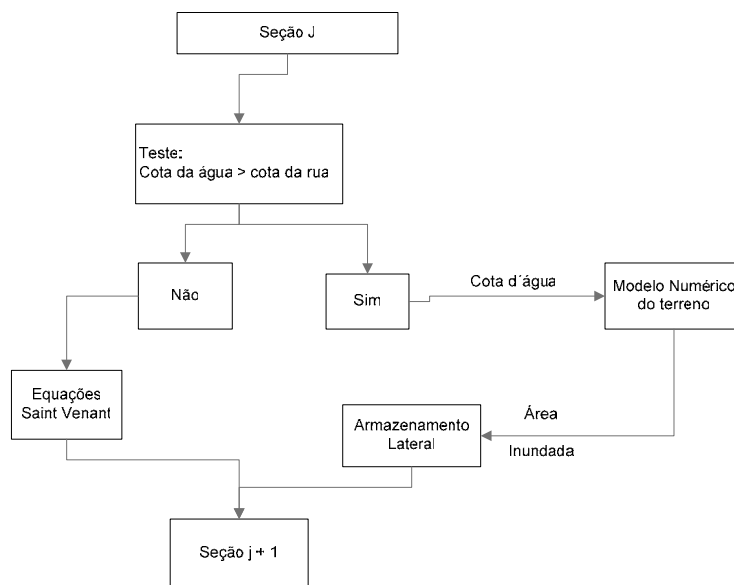 Seção J
Teste:
Cota da água > cota da rua
Não
Sim
Cota d´água
Modelo Numérico
do terreno
Equações
Saint Venant
Armazenamento
Lateral
Área
Inundada
Seção j + 1